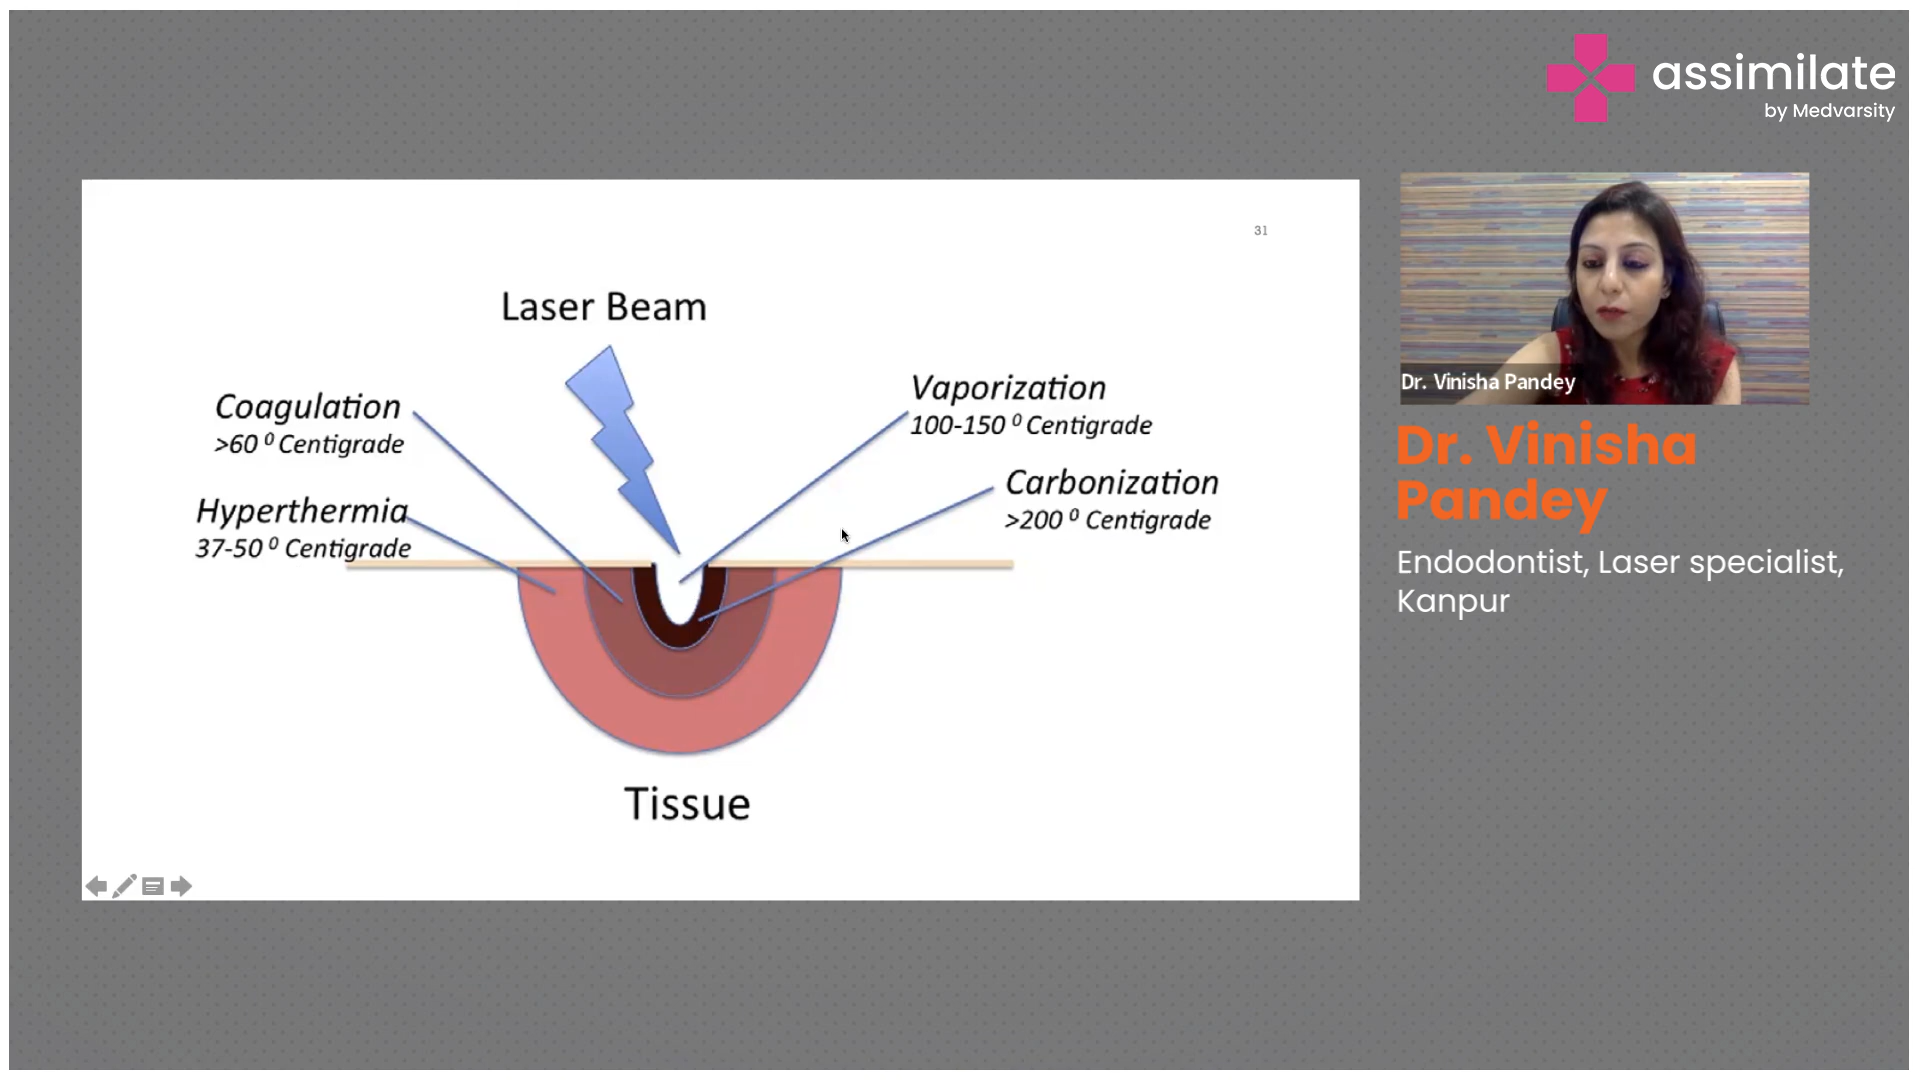 assimilate
by Medvarsity
31
Laser Beam
Coagulation
>60 ⁰ Centigrade
Hyperthermia
37-50 ⁰ Centigrade
Vaporization
100-150 ⁰ Centigrade
Carbonization
>200 ⁰ Centigrade
Tissue
Dr. Vinisha Pandey
Dr. Vinisha
Pandey
Endodontist, Laser specialist,
Kanpur